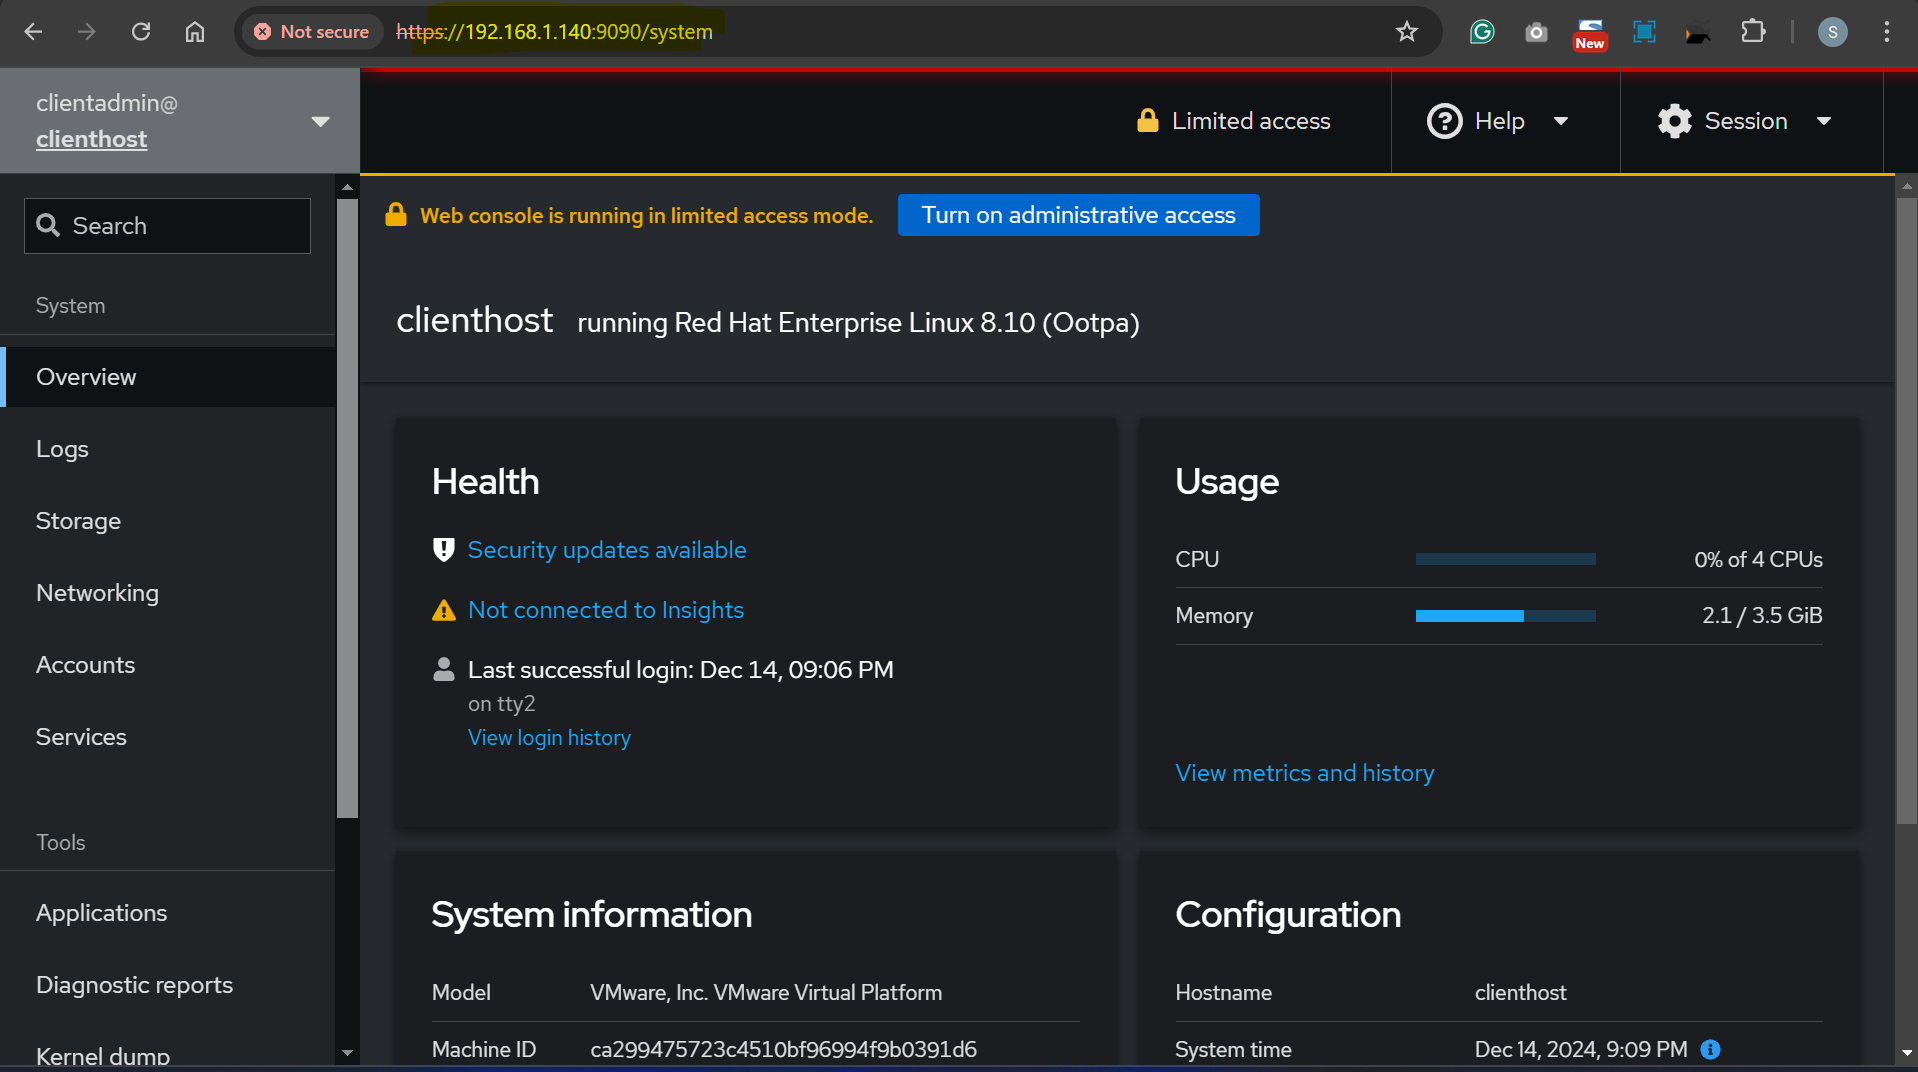 Not secure https://192.168.1.140:9090/system
New
S
clientadmin@
clienthost
Limited access
Help
Session
Search
Web console is running in limited access mode.
Turn on administrative access
System
clienthost running Red Hat Enterprise Linux 8.10 (Ootpa)
Overview
Logs
Storage
Networking
Accounts
Services
Tools
Applications
Diagnostic reports
Kernel dump
Health
Security updates available
Not connected to Insights
Last successful login: Dec 14, 09:06 PM
on tty2
View login history
Usage
CPU 0% of 4 CPUs
Memory 2.1 / 3.5 GiB
View metrics and history
System information
Model VMware, Inc. VMware Virtual Platform
Machine ID ca299475723c4510bf96994f9b0391d6
Configuration
Hostname clienthost
System time Dec 14, 2024, 9:09 PM